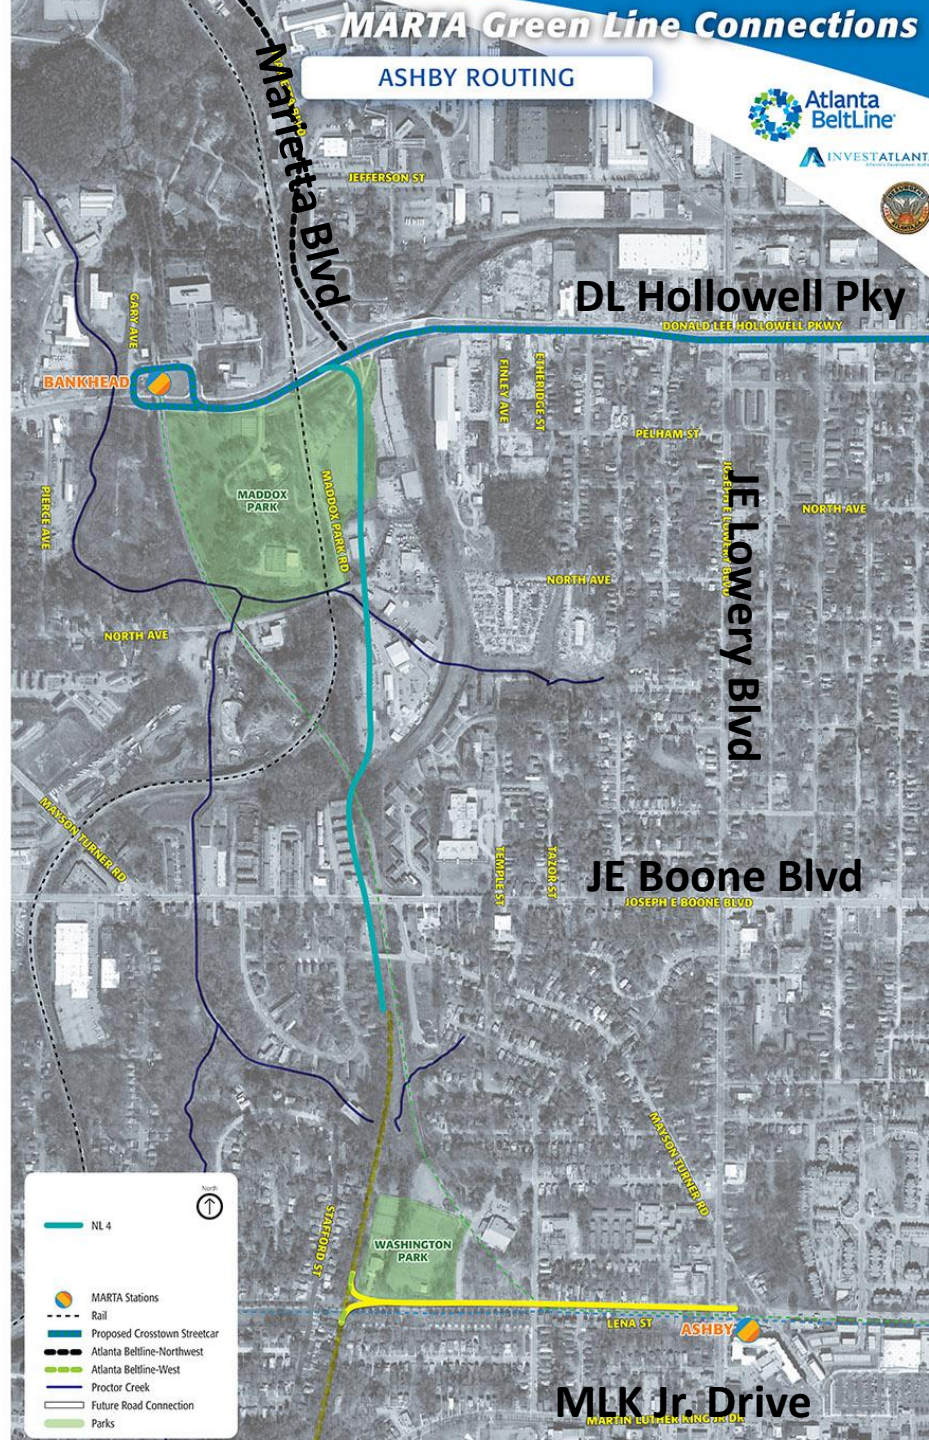 MARTA Green Line Connections
ASHBY ROUTING
Atlanta
BeltLine
INVESTATLANT
Marietta Blvd
JEFFERSON ST
DL Hollowell Pky
DONALD LEE HOLLOWELL PKWY
GARY AVE
BANKHEAD
FINLEY AVE
ETHERIDGE ST
PELHAM ST
PIERCE AVE
MADDOX
PARK
MADDOX PARK RD
JE Lowery Blvd
NORTH AVE
NORTH AVE
NORTH AVE
MAYSON TURNER RD
TEMPLE ST
TAZOR ST
JE Boone Blvd
JOSEPH E BOONE BLVD
MAYSON TURNER RD
STAFFORD ST
WASHINGTON
PARK
LENA ST
ASHBY
MLK Jr. Drive
MARTIN LUTHER KING JR DR
North
NL 4
MARTA Stations
Rail
Proposed Crosstown Streetcar
Atlanta Beltline-Northwest
Atlanta Beltline-West
Proctor Creek
Future Road Connection
Parks